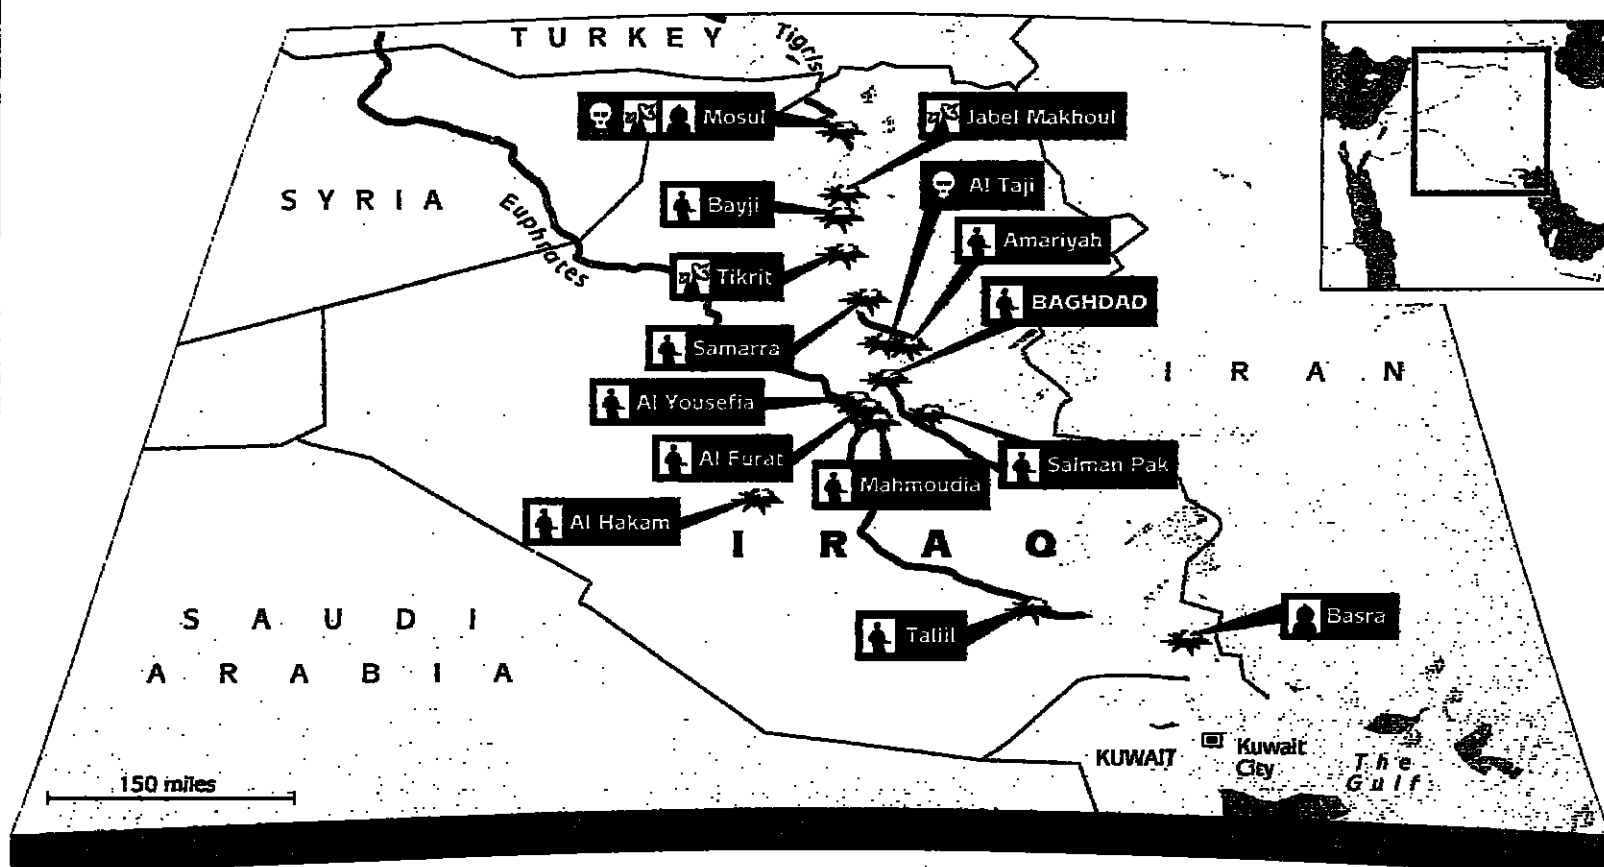 TURKEY
Tigris
Mosul
Jabel Makhoul
Al Taji
SYRIA
Bayji
Euphrates
Amariyah
Tikrit
BAGHDAD
Samarra
IRAN
Al Yousefia
Al Furat
Salman Pak
Mahmoudia
Al Hakam
IRAQ
SAUDI
ARABIA
Basra
Tallil
KUWAIT
Kuwait
City
The
Gulf
150 miles